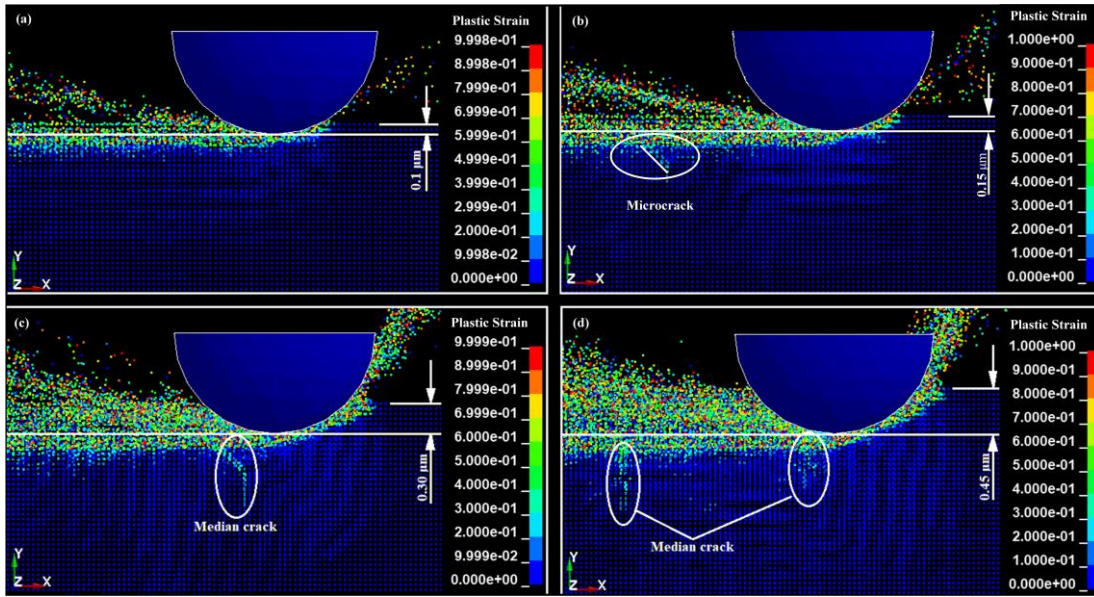 (a)
Plastic Strain
9.998e-01
8.998e-01
7.999e-01
6.999e-01
5.999e-01
4.999e-01
3.999e-01
2.999e-01
2.000e-01
9.998e-02
0.000e+00
0.1 μm
Y
Z X
(b)
Plastic Strain
1.000e+00
9.000e-01
8.000e-01
7.000e-01
6.000e-01
5.000e-01
4.000e-01
3.000e-01
2.000e-01
1.000e-01
0.000e+00
0.15 μm
Microcrack
Y
Z X
(c)
Plastic Strain
9.999e-01
8.999e-01
7.999e-01
6.999e-01
6.000e-01
5.000e-01
4.000e-01
3.000e-01
2.000e-01
9.999e-02
0.000e+00
0.30 μm
Median crack
Y
Z X
(d)
Plastic Strain
1.000e+00
9.000e-01
8.000e-01
7.000e-01
6.000e-01
5.000e-01
4.000e-01
3.000e-01
2.000e-01
1.000e-01
0.000e+00
0.45 μm
Median crack
Y
Z X